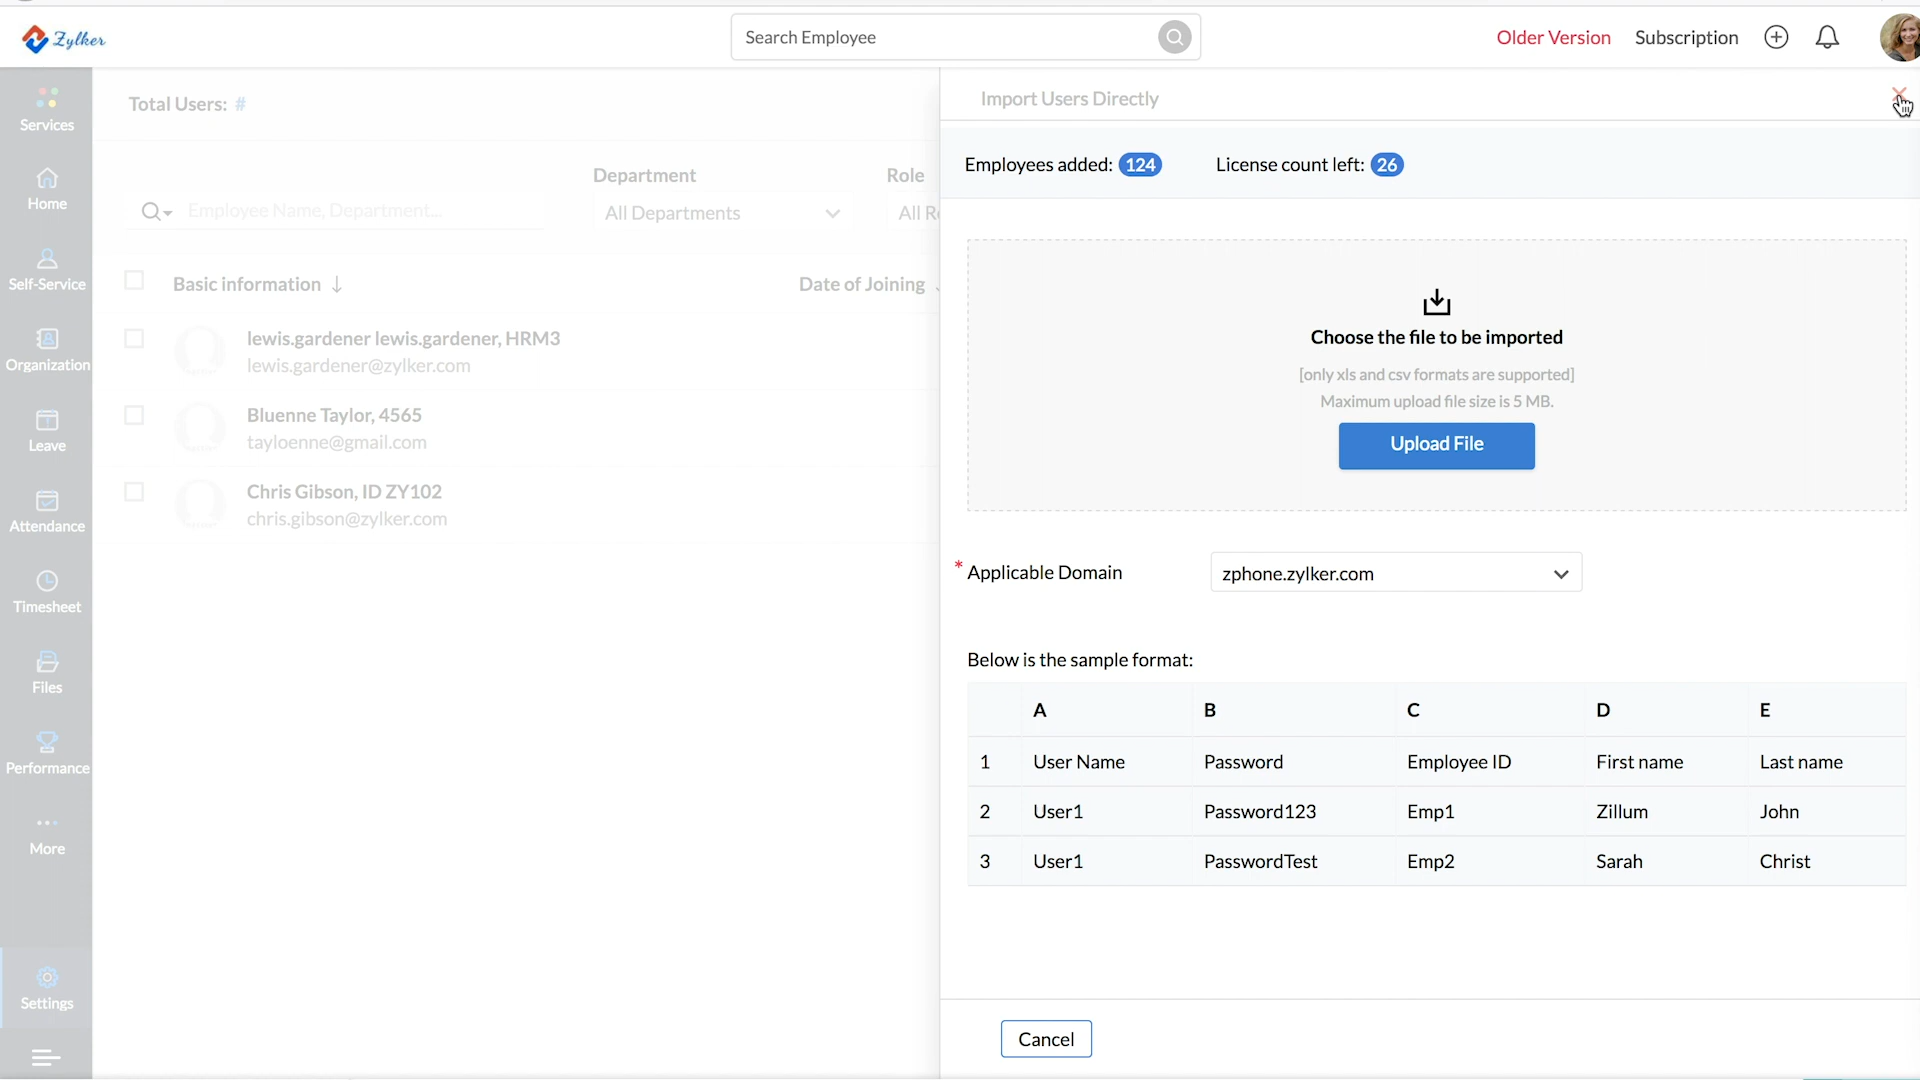 Zylker
Search Employee
Older Version
Subscription
Services
Home
Self-Service
Organization
Leave
Attendance
Timesheet
Files
Performance
More
Settings
Total Users: #
Department
Role
Employee Name, Department...
All Departments
All R
Basic information ↓
Date of Joining
lewis.gardener lewis.gardener, HRM3
lewis.gardener@zylker.com
Bluenne Taylor, 4565
tayloenne@gmail.com
Chris Gibson, ID ZY102
chris.gibson@zylker.com
Import Users Directly
Employees added: 124 License count left: 26
Choose the file to be imported
[only xls and csv formats are supported]
Maximum upload file size is 5 MB.
Upload File
* Applicable Domain zphone.zylker.com
Below is the sample format:
A B C D E
1 User Name Password Employee ID First name Last name
2 User1 Password123 Emp1 Zillum John
3 User1 PasswordTest Emp2 Sarah Christ
Cancel